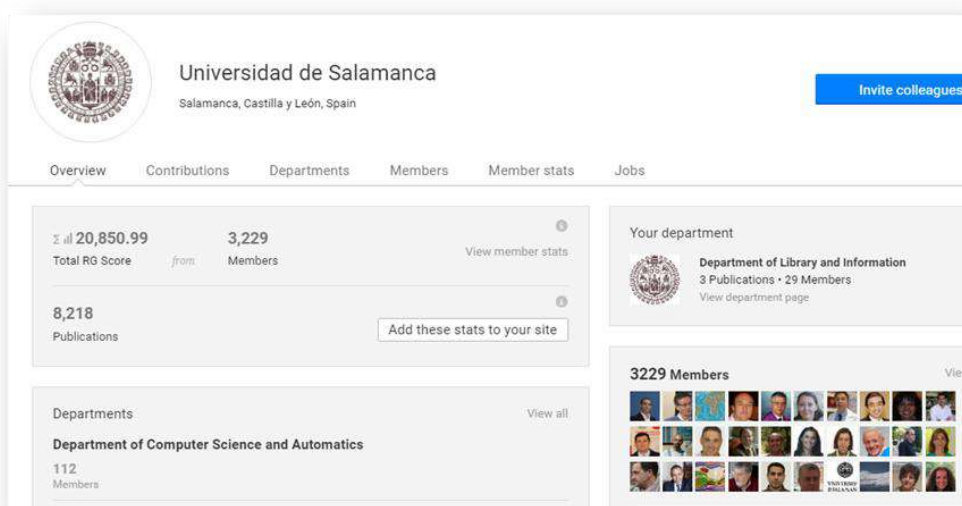 Universidad de Salamanca
Salamanca, Castilla y León, Spain
Invite colleagues
Overview Contributions Departments Members Member stats Jobs
Σ 20,850.99 3,229
Total RG Score from Members
View member stats
8,218
Publications
Add these stats to your site
Your department
Department of Library and Information
3 Publications • 29 Members
View department page
3229 Members
Departments View all
Department of Computer Science and Automatics
112
Members